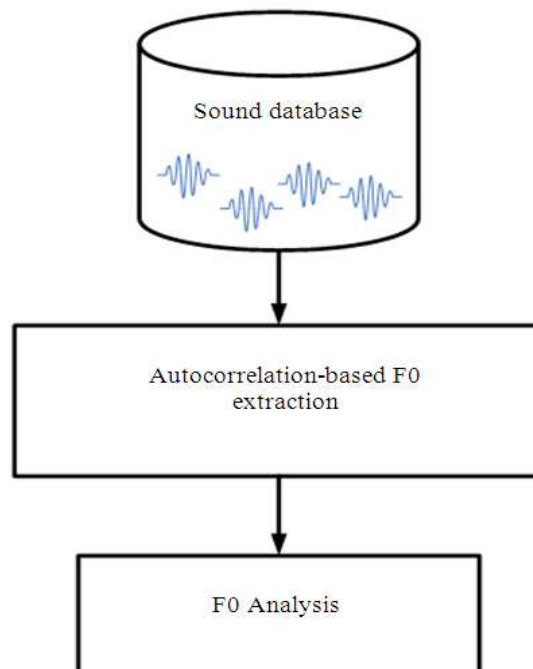 Sound database
Autocorrelation-based F0
extraction
F0 Analysis